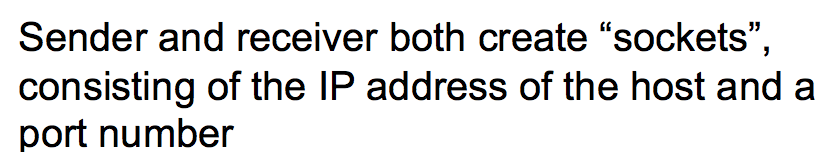 Sender and receiver both create “sockets”,
consisting of the IP address of the host and a
port number